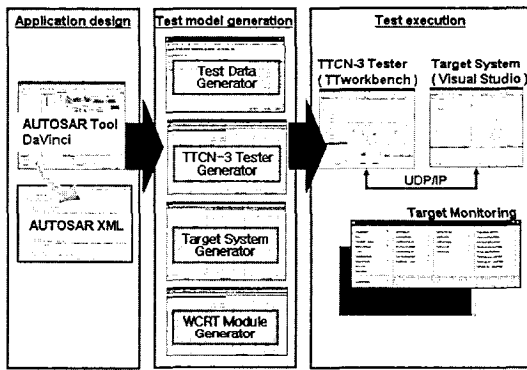 Application design
AUTOSAR Tool
DaVinci
AUTOSAR XML
Test model generation
Test Data
Generator
TTCN-3 Tester
Generator
Target System
Generator
WCRT Module
Generator
Test execution
TTCN-3 Tester
(TTworkbench)
Target System
(Visual Studio)
UDP/IP
Target Monitoring